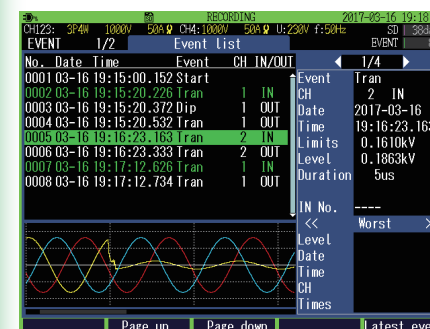 RECORDING 2017-03-16 19:18
CH123: 3P4W 1000V 50A CH4:1000V 50A U:230V f:50Hz SD
EVENT 1/2 Event list EVENT
No. Date Time Event CH IN/OUT
0001 03-16 19:15:00.152 Start
0002 03-16 19:15:20.226 Tran 1 IN
0003 03-16 19:15:20.372 Dip 1 OUT
0004 03-16 19:15:20.532 Tran 1 OUT
0005 03-16 19:16:23.163 Tran 2 IN
0006 03-16 19:16:23.333 Tran 2 OUT
0007 03-16 19:17:12.626 Tran 1 IN
0008 03-16 19:17:12.734 Tran 1 OUT
1/4
Event Tran
CH 2 IN
Date 2017-03-16
Time 19:16:23.163
Limits 0.1610kV
Level 0.1863kV
Duration 5us
IN No. ----
<< Worst
Level
Date
Time
CH
Times
Page up Page down Latest eve